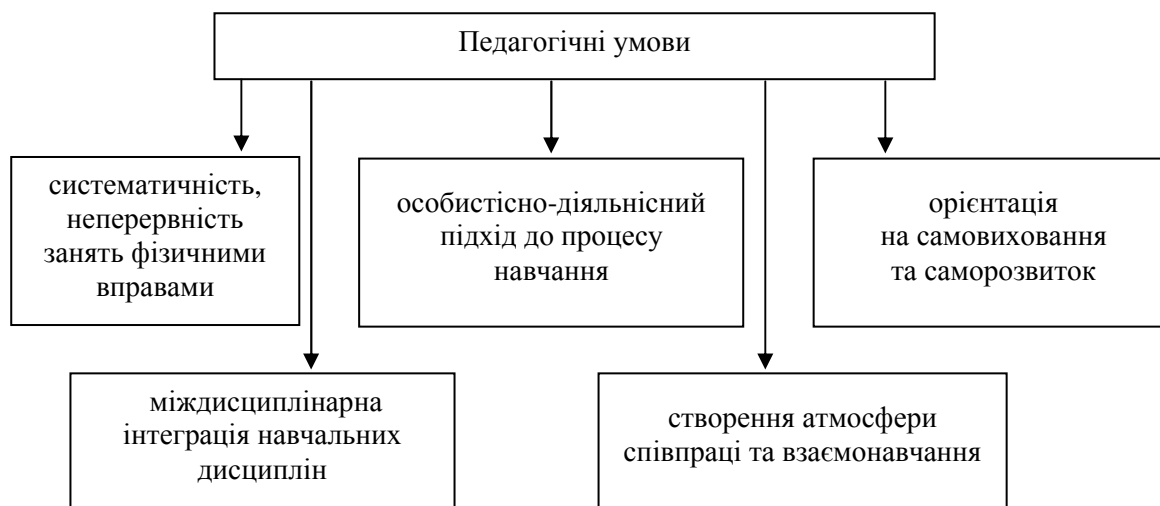 Педагогічні умови
систематичність,
неперервність
занять фізичними
вправами
особистісно-діяльнісний
підхід до процесу
навчання
орієнтація
на самовиховання
та саморозвиток
міждисциплінарна
інтеграція навчальних
дисциплін
створення атмосфери
співпраці та взаємонавчання